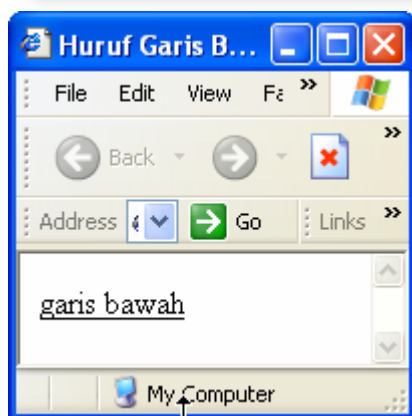 Huruf Garis B...
File Edit View Fa »
Back »
Address Go Links »
garis bawah
My Computer